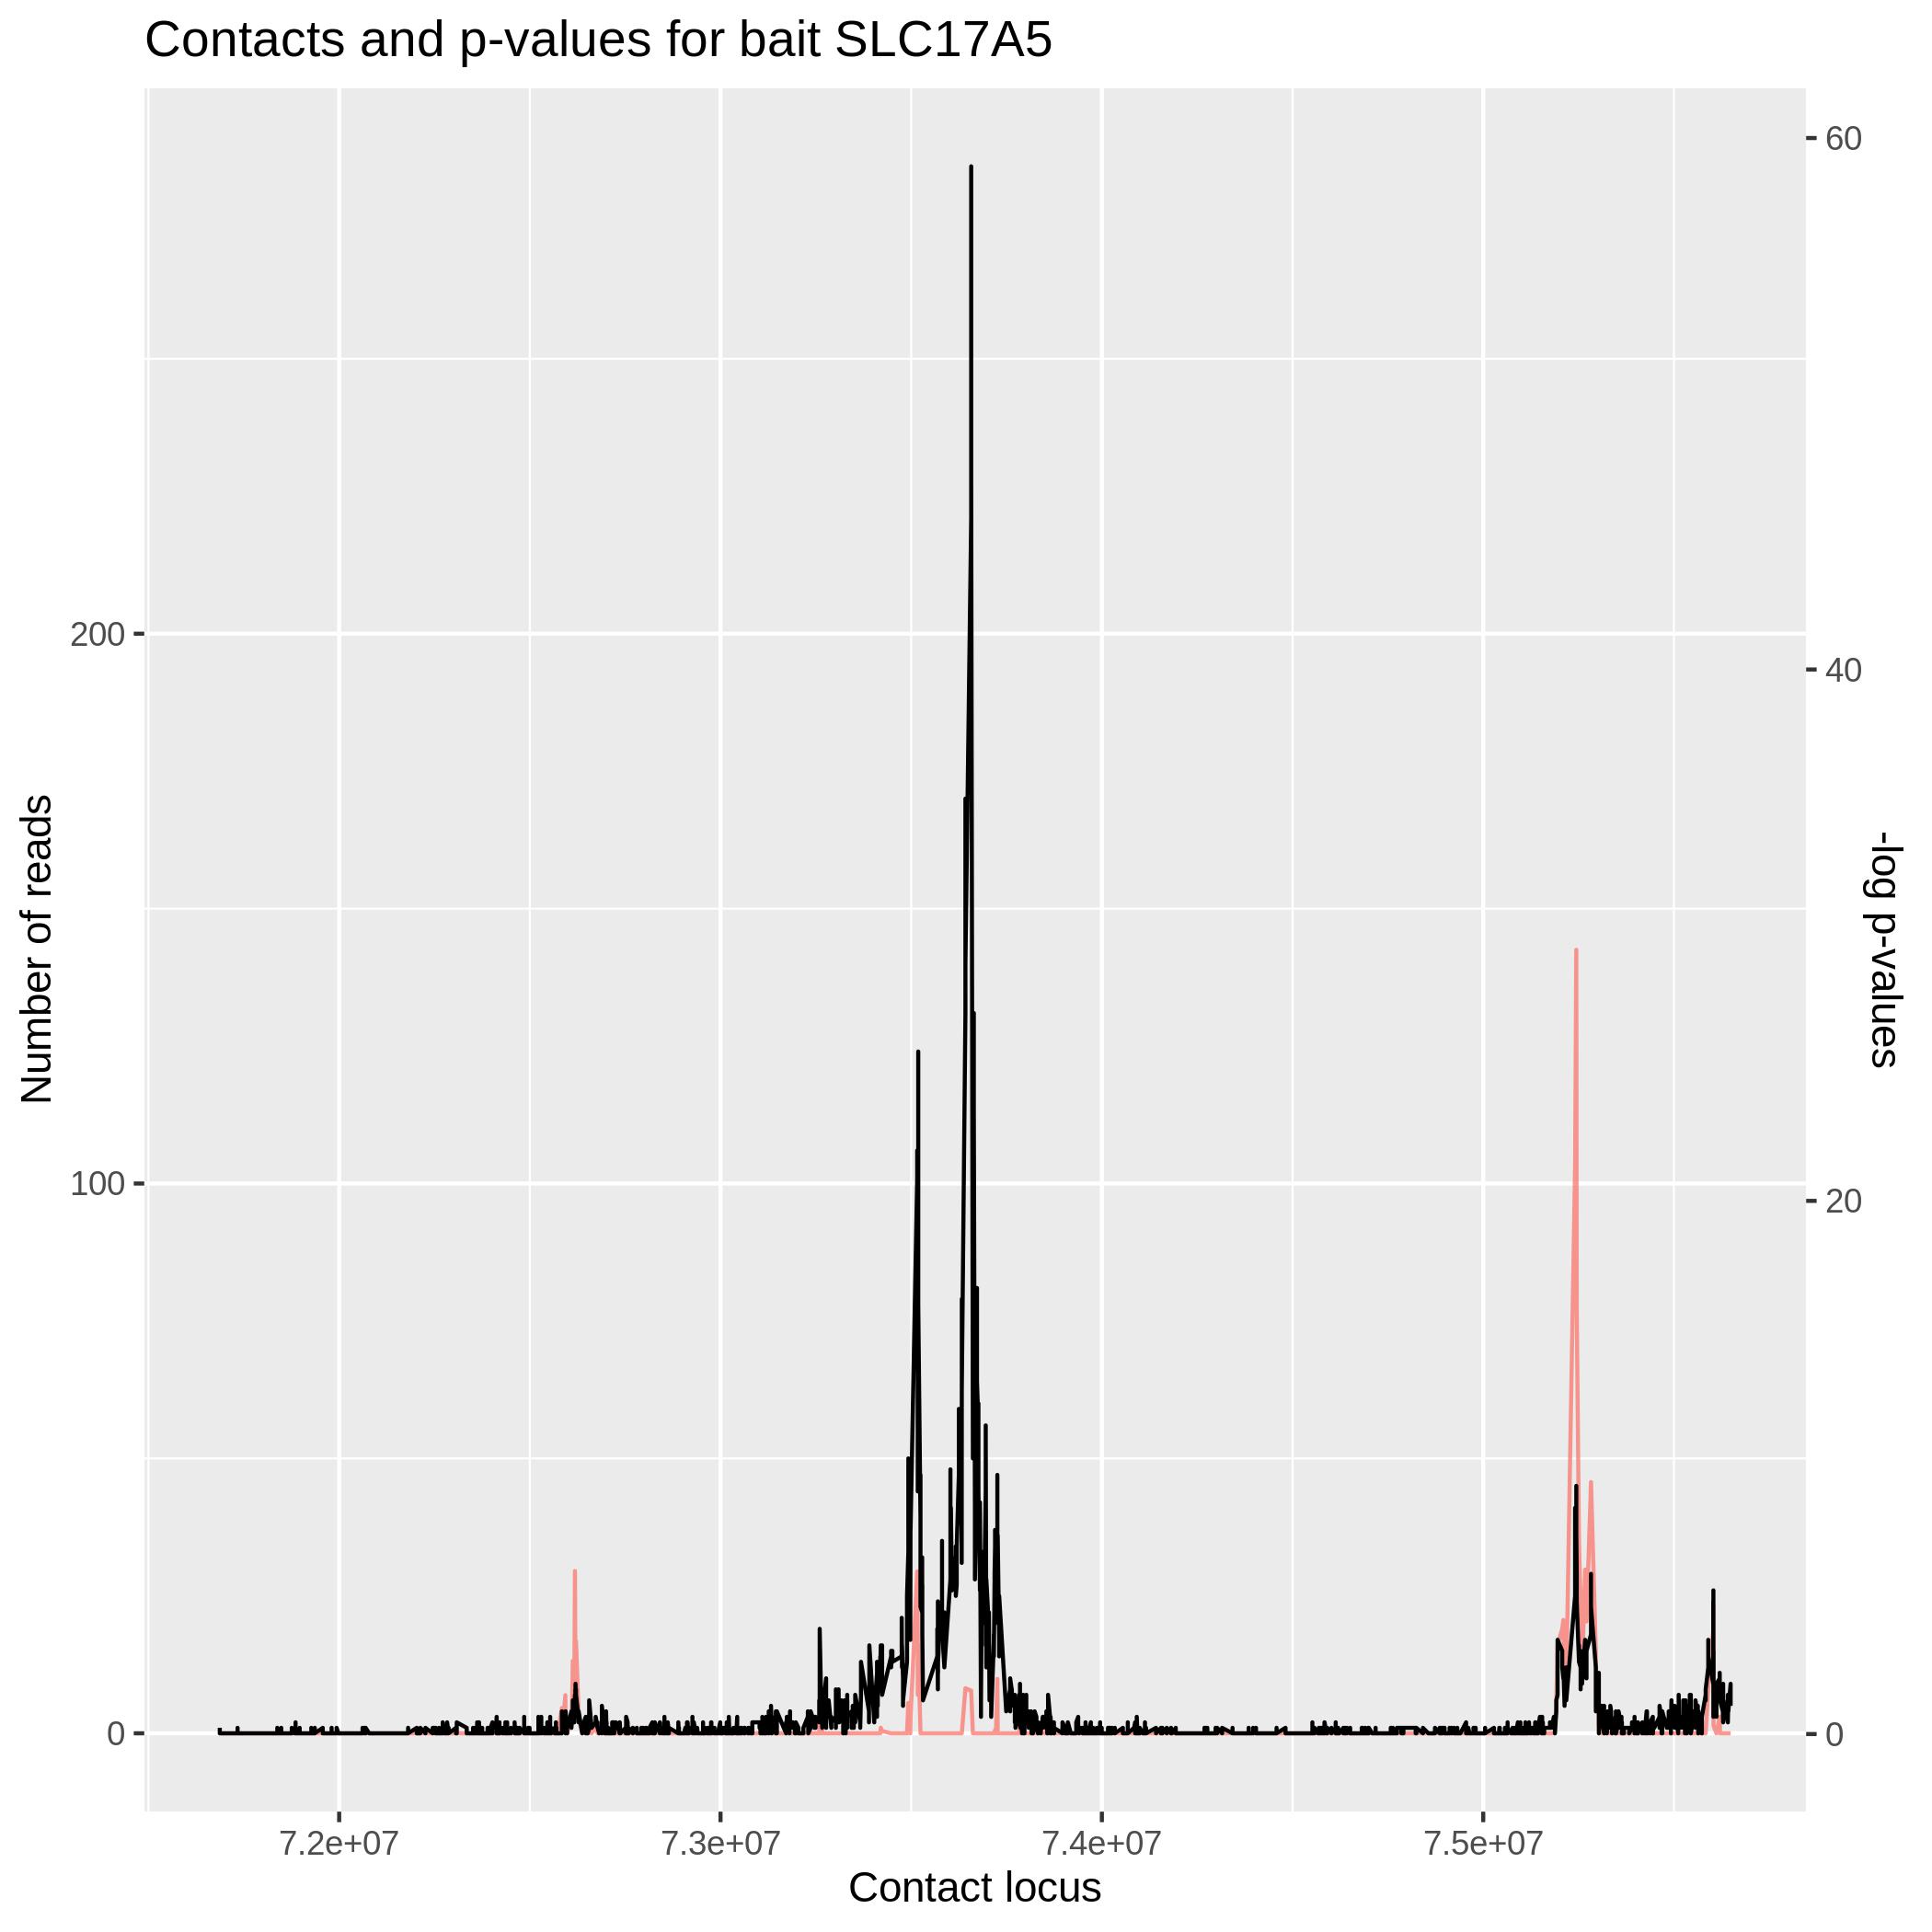 Contacts and p-values for bait SLC17A5
Number of reads
200
100
0
60
40
20
0
-log p-values
7.2e+07 7.3e+07 7.4e+07 7.5e+07
Contact locus